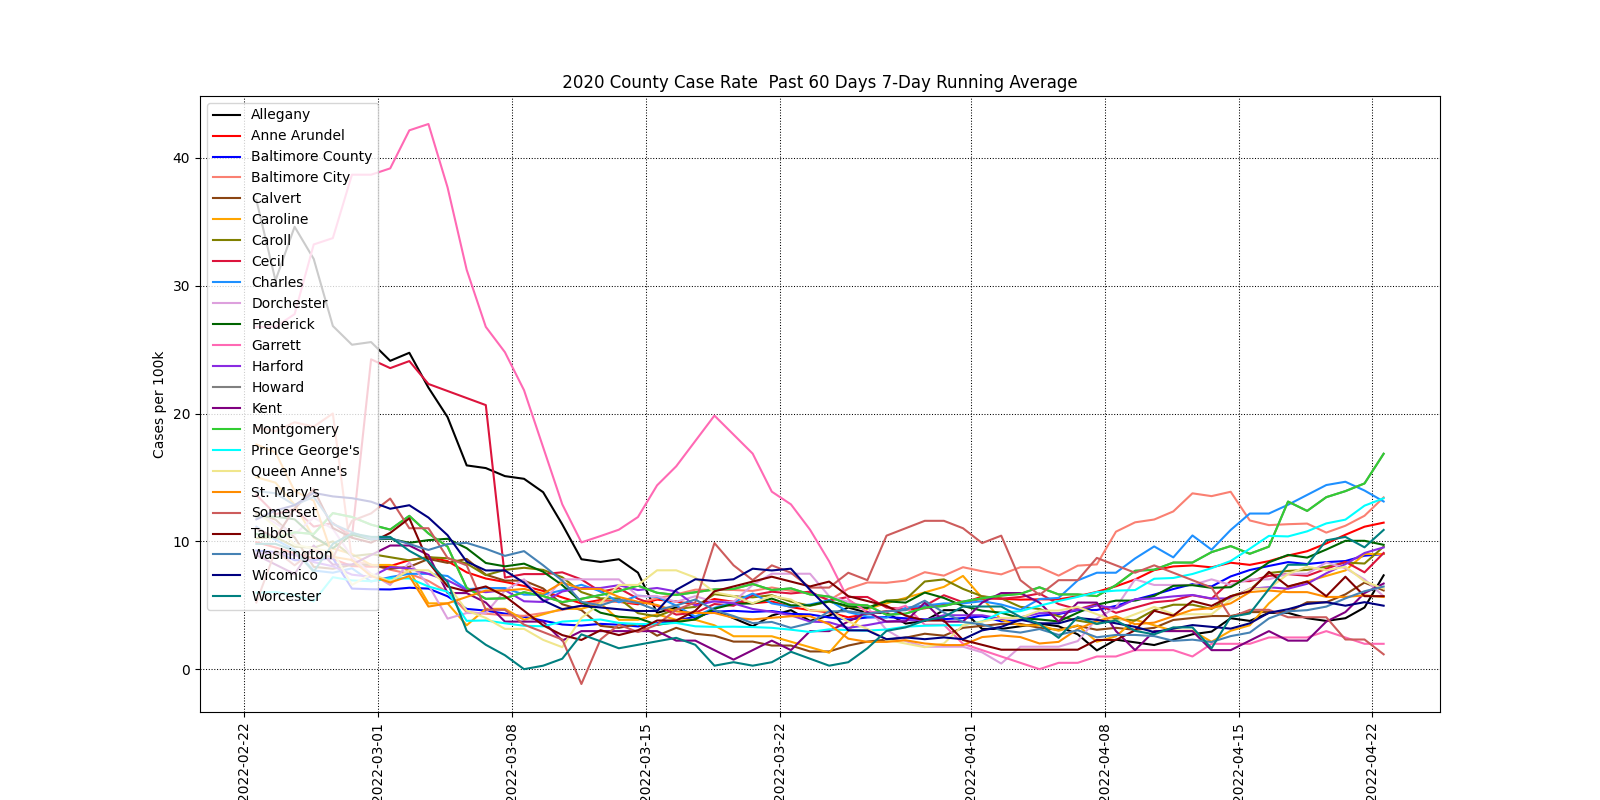 2020 County Case Rate  Past 60 Days 7-Day Running Average
Cases per 100k
40
30
20
10
0
Allegany
Anne Arundel
Baltimore County
Baltimore City
Calvert
Caroline
Caroll
Cecil
Charles
Dorchester
Frederick
Garrett
Harford
Howard
Kent
Montgomery
Prince George's
Queen Anne's
St. Mary's
Somerset
Talbot
Washington
Wicomico
Worcester
2022-02-22
2022-03-01
2022-03-08
2022-03-15
2022-03-22
2022-04-01
2022-04-08
2022-04-15
2022-04-22